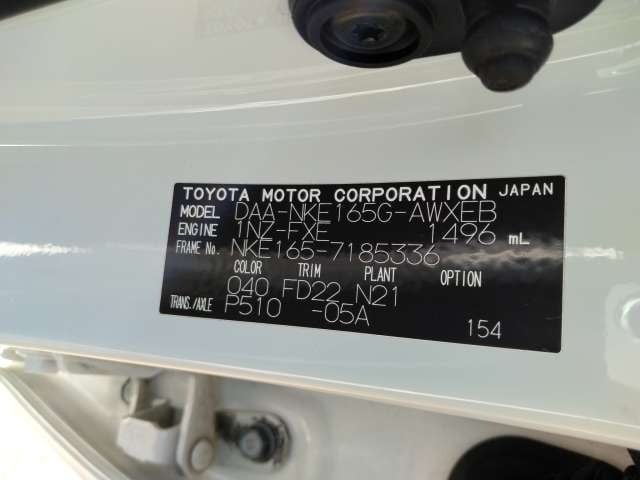 TOYOTA MOTOR CORPORATION JAPAN
MODEL DAA-NKE165G-AWXEB
ENGINE 1NZ-FXE 1496 mL
FRAME No. NKE165-7185336
COLOR TRIM PLANT OPTION
040 FD22 N21
TRANS./AXLE P510 -05A
154